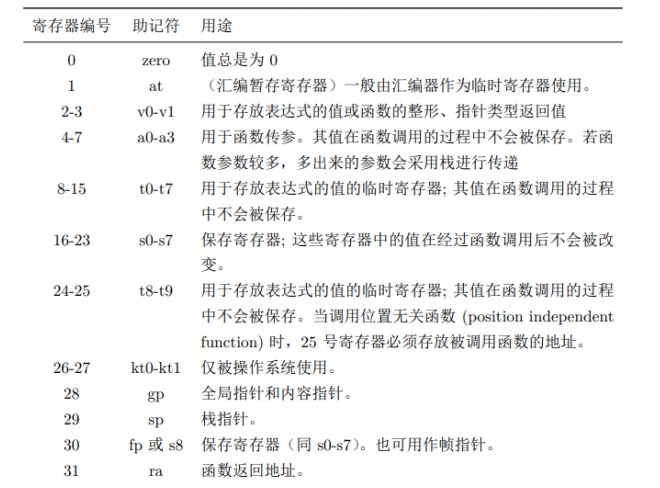 寄存器编号 助记符 用途
0 zero 值总是为 0
1 at （汇编暂存寄存器）一般由汇编器作为临时寄存器使用。
2-3 v0-v1 用于存放表达式的值或函数的整形、指针类型返回值
4-7 a0-a3 用于函数传参。其值在函数调用的过程中不会被保存。若函
数参数较多，多出来的参数会采用栈进行传递
8-15 t0-t7 用于存放表达式的值的临时寄存器; 其值在函数调用的过程
中不会被保存。
16-23 s0-s7 保存寄存器; 这些寄存器中的值在经过函数调用后不会被改
变。
24-25 t8-t9 用于存放表达式的值的临时寄存器; 其值在函数调用的过程
中不会被保存。当调用位置无关函数 (position independent
function) 时，25 号寄存器必须存放被调用函数的地址。
26-27 kt0-kt1 仅被操作系统使用。
28 gp 全局指针和内容指针。
29 sp 栈指针。
30 fp 或 s8 保存寄存器（同 s0-s7）。也可用作帧指针。
31 ra 函数返回地址。